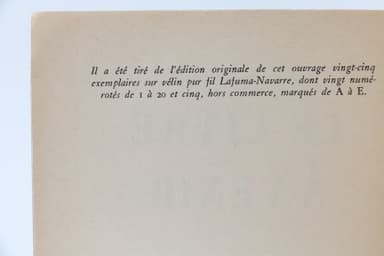 Il a été tiré de l'édition originale de cet ouvrage vingt-cinq
exemplaires sur vélin pur fil Lafuma-Navarre, dont vingt numé-
rotés de 1 à 20 et cinq, hors commerce, marqués de A à E.